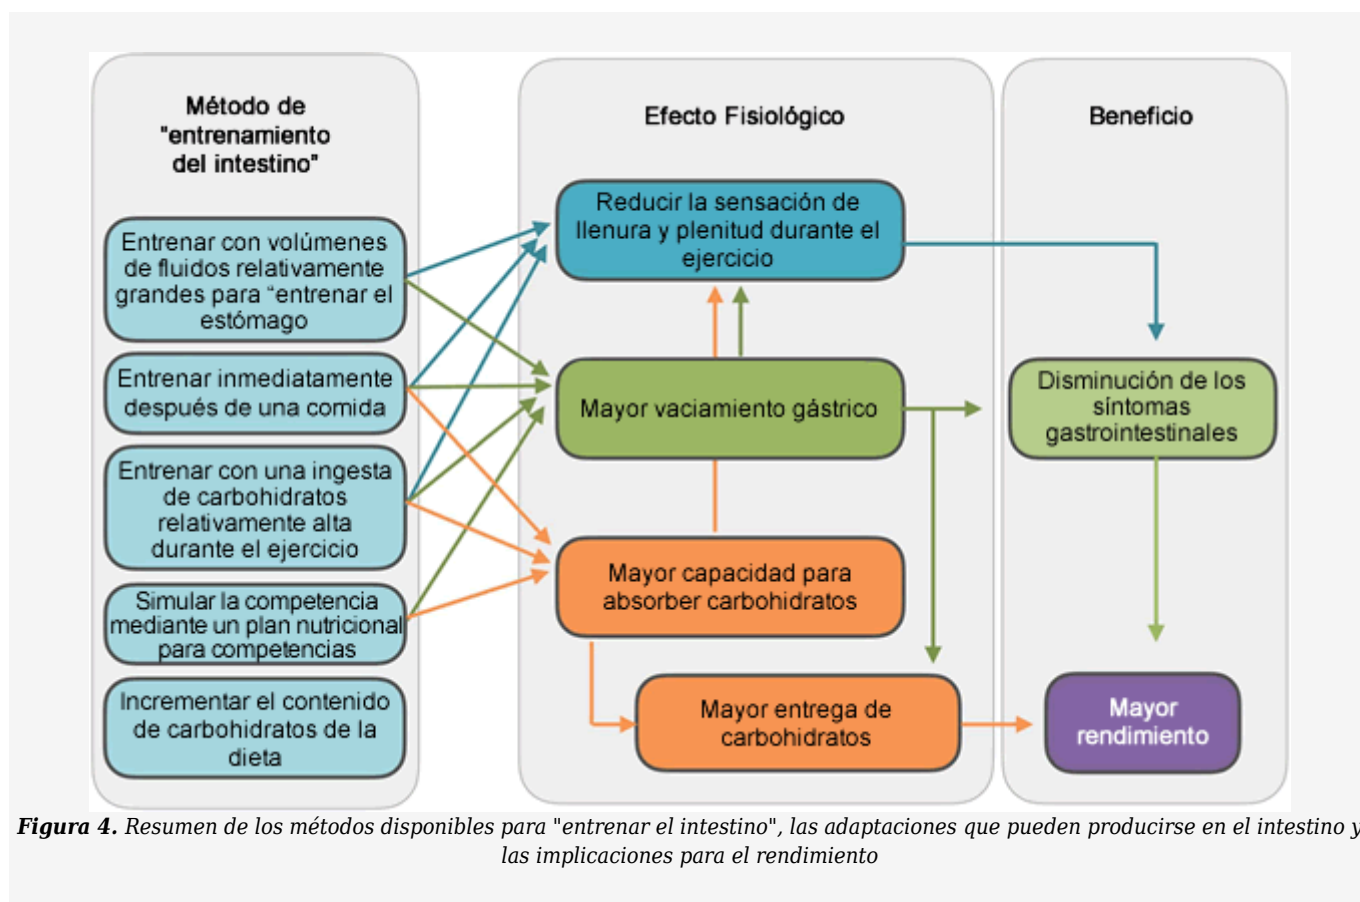 Método de
"entrenamiento
del intestino"
Entrenar con volúmenes
de fluidos relativamente
grandes para “entrenar el
estómago
Entrenar inmediatamente
después de una comida
Entrenar con una ingesta
de carbohidratos
relativamente alta
durante el ejercicio
Simular la competencia
mediante un plan nutricional
para competencias
Incrementar el contenido
de carbohidratos de la
dieta
Efecto Fisiológico
Reducir la sensación de
llenura y plenitud durante el
ejercicio
Mayor vaciamiento gástrico
Mayor capacidad para
absorber carbohidratos
Mayor entrega de
carbohidratos
Beneficio
Disminución de los
síntomas
gastrointestinales
Mayor
rendimiento
Figura 4. Resumen de los métodos disponibles para "entrenar el intestino", las adaptaciones que pueden producirse en el intestino y
las implicaciones para el rendimiento